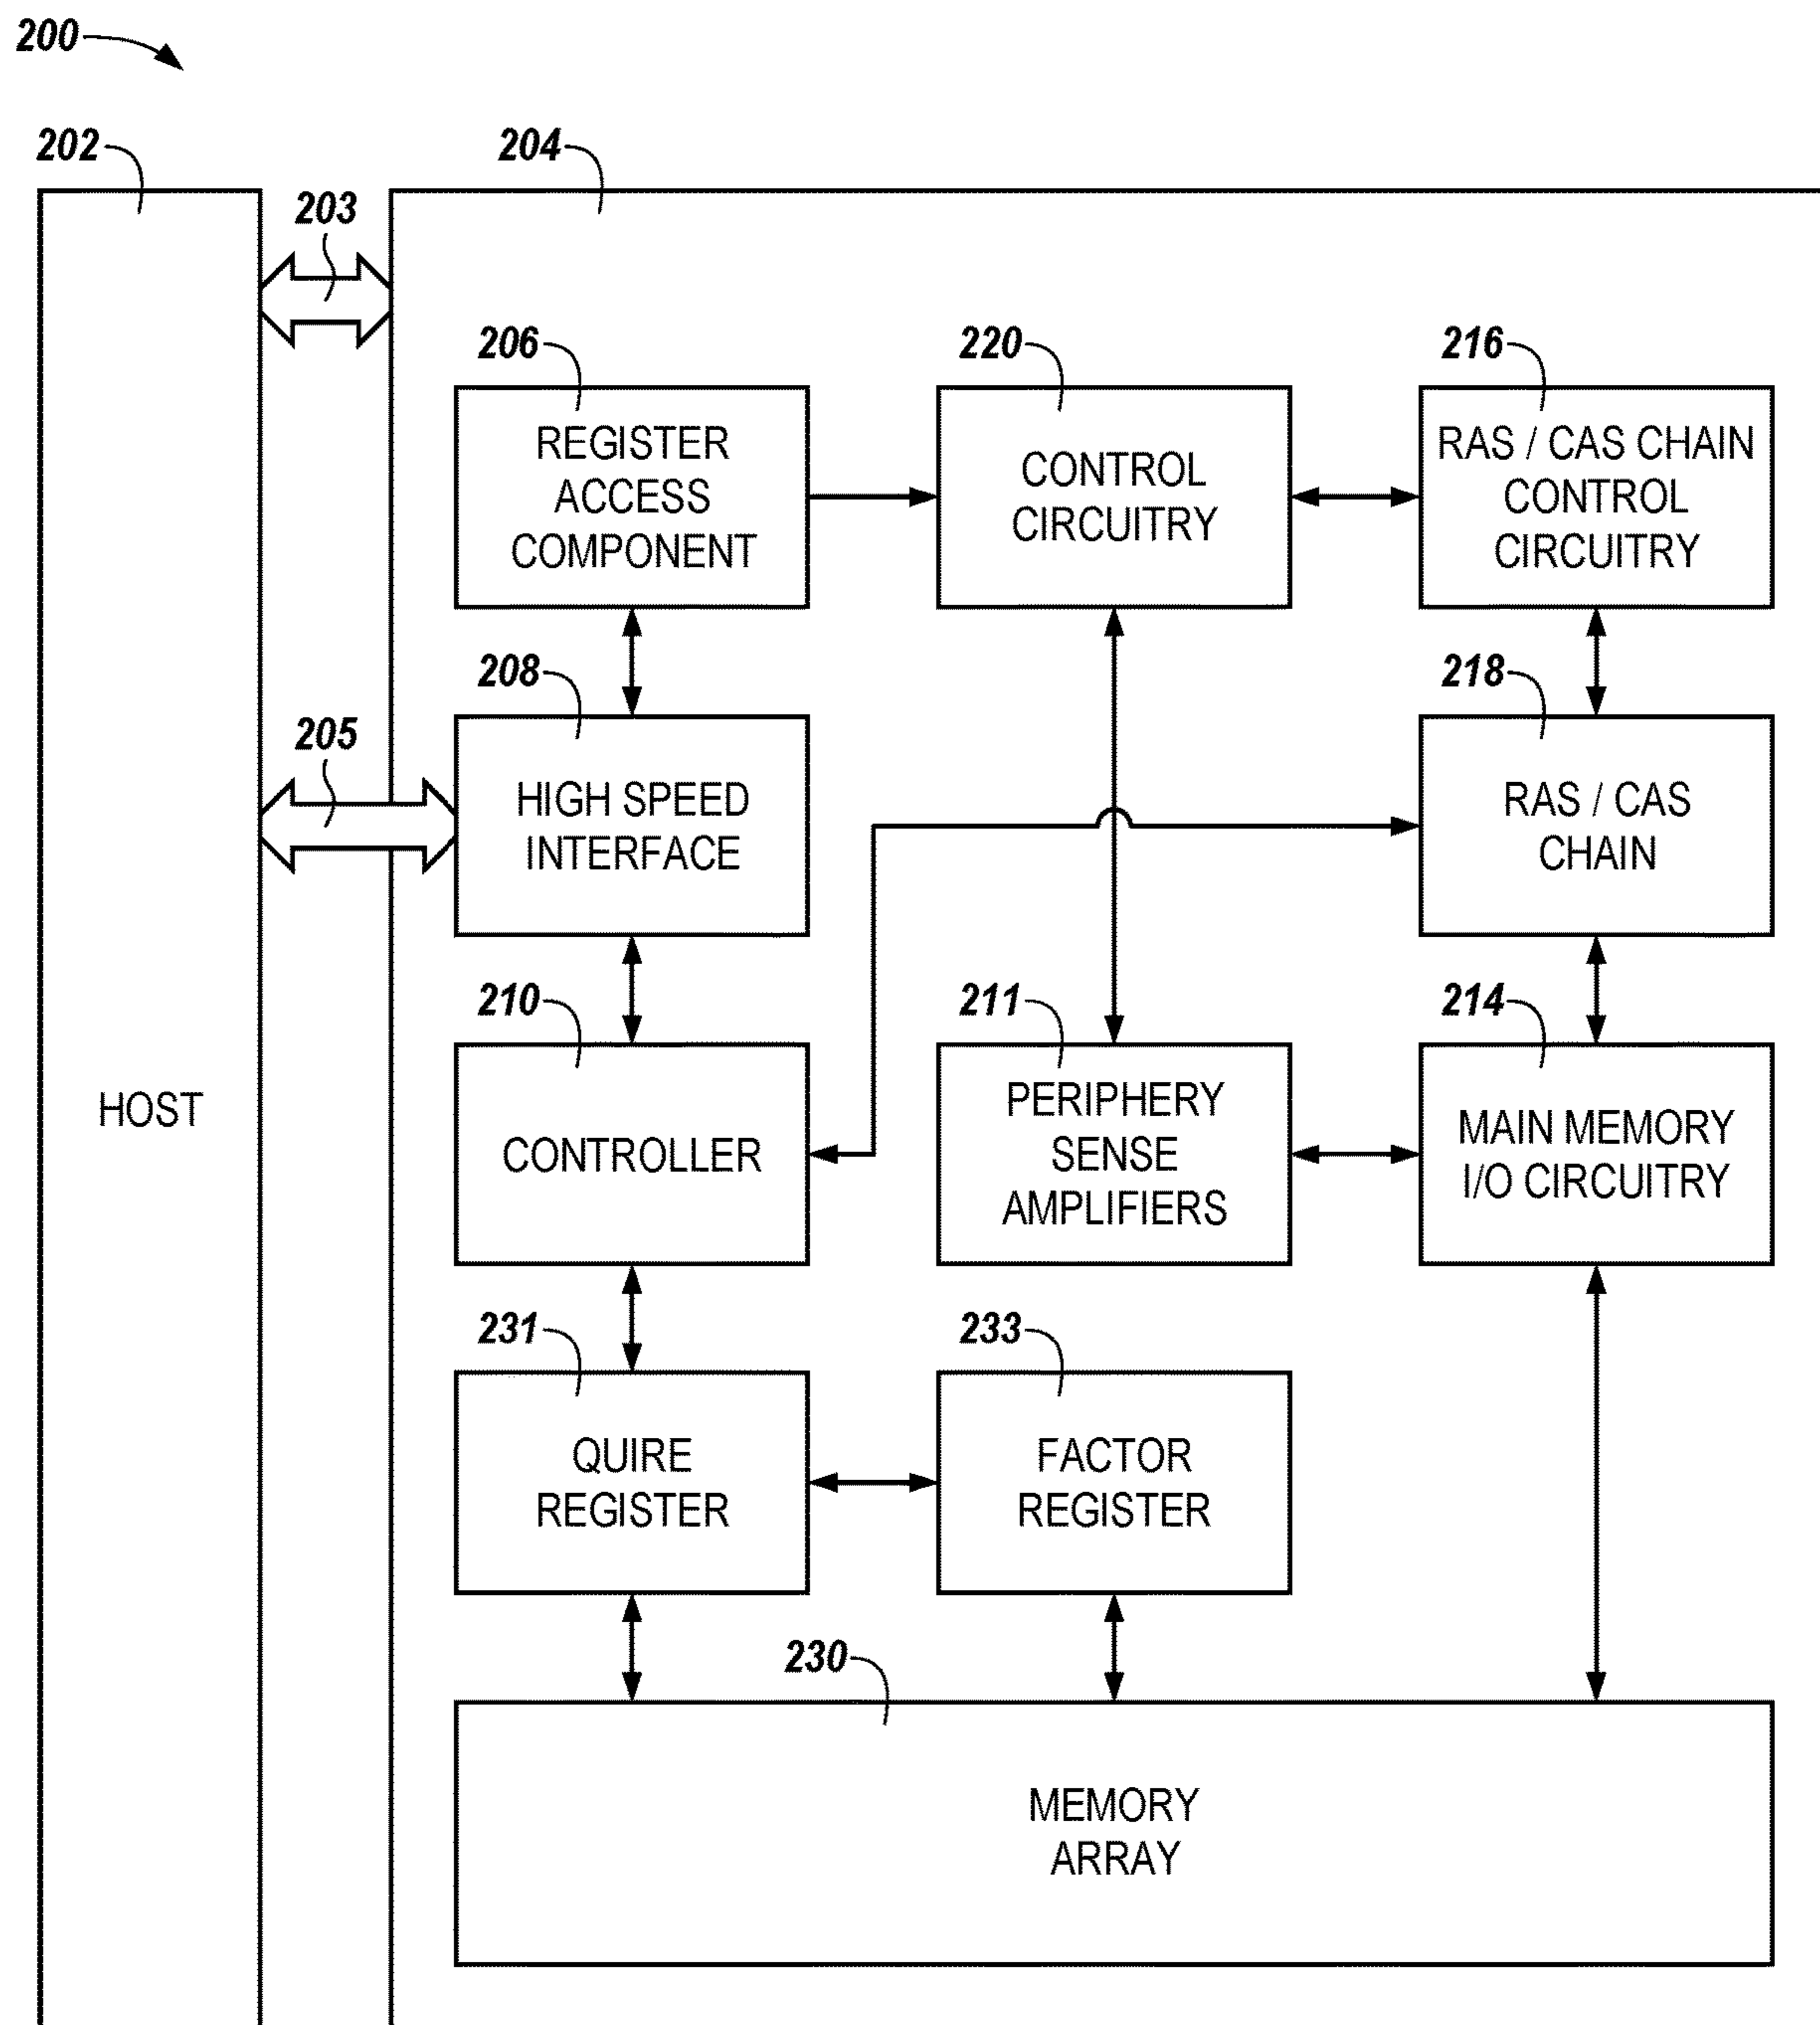 200
202
204
203
206
220
216
REGISTER
ACCESS
COMPONENT
CONTROL
CIRCUITRY
RAS / CAS CHAIN
CONTROL
CIRCUITRY
208
218
205
HIGH SPEED
INTERFACE
RAS / CAS
CHAIN
210
211
214
HOST
CONTROLLER
PERIPHERY
SENSE
AMPLIFIERS
MAIN MEMORY
I/O CIRCUITRY
231
233
QUIRE
REGISTER
FACTOR
REGISTER
230
MEMORY
ARRAY